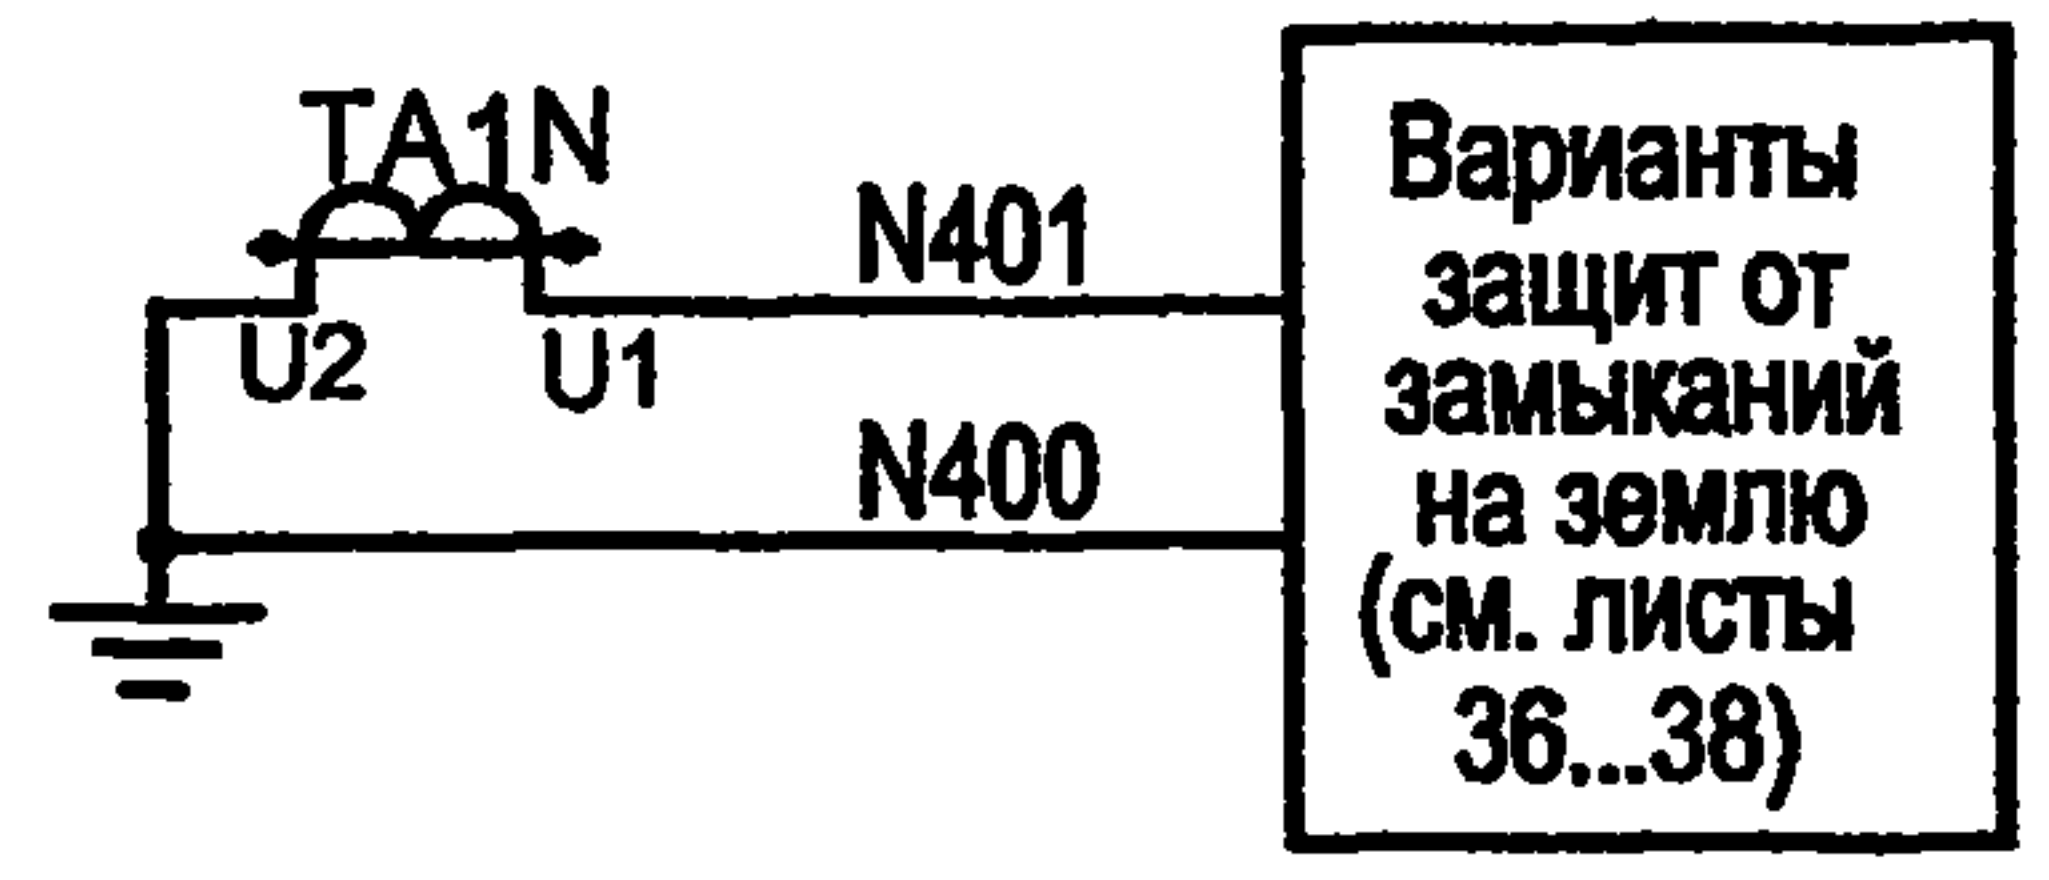 TA1N
N401
U2
U1
N400
Варианты
защит от
замыканий
на землю
(см. листы
36...38)